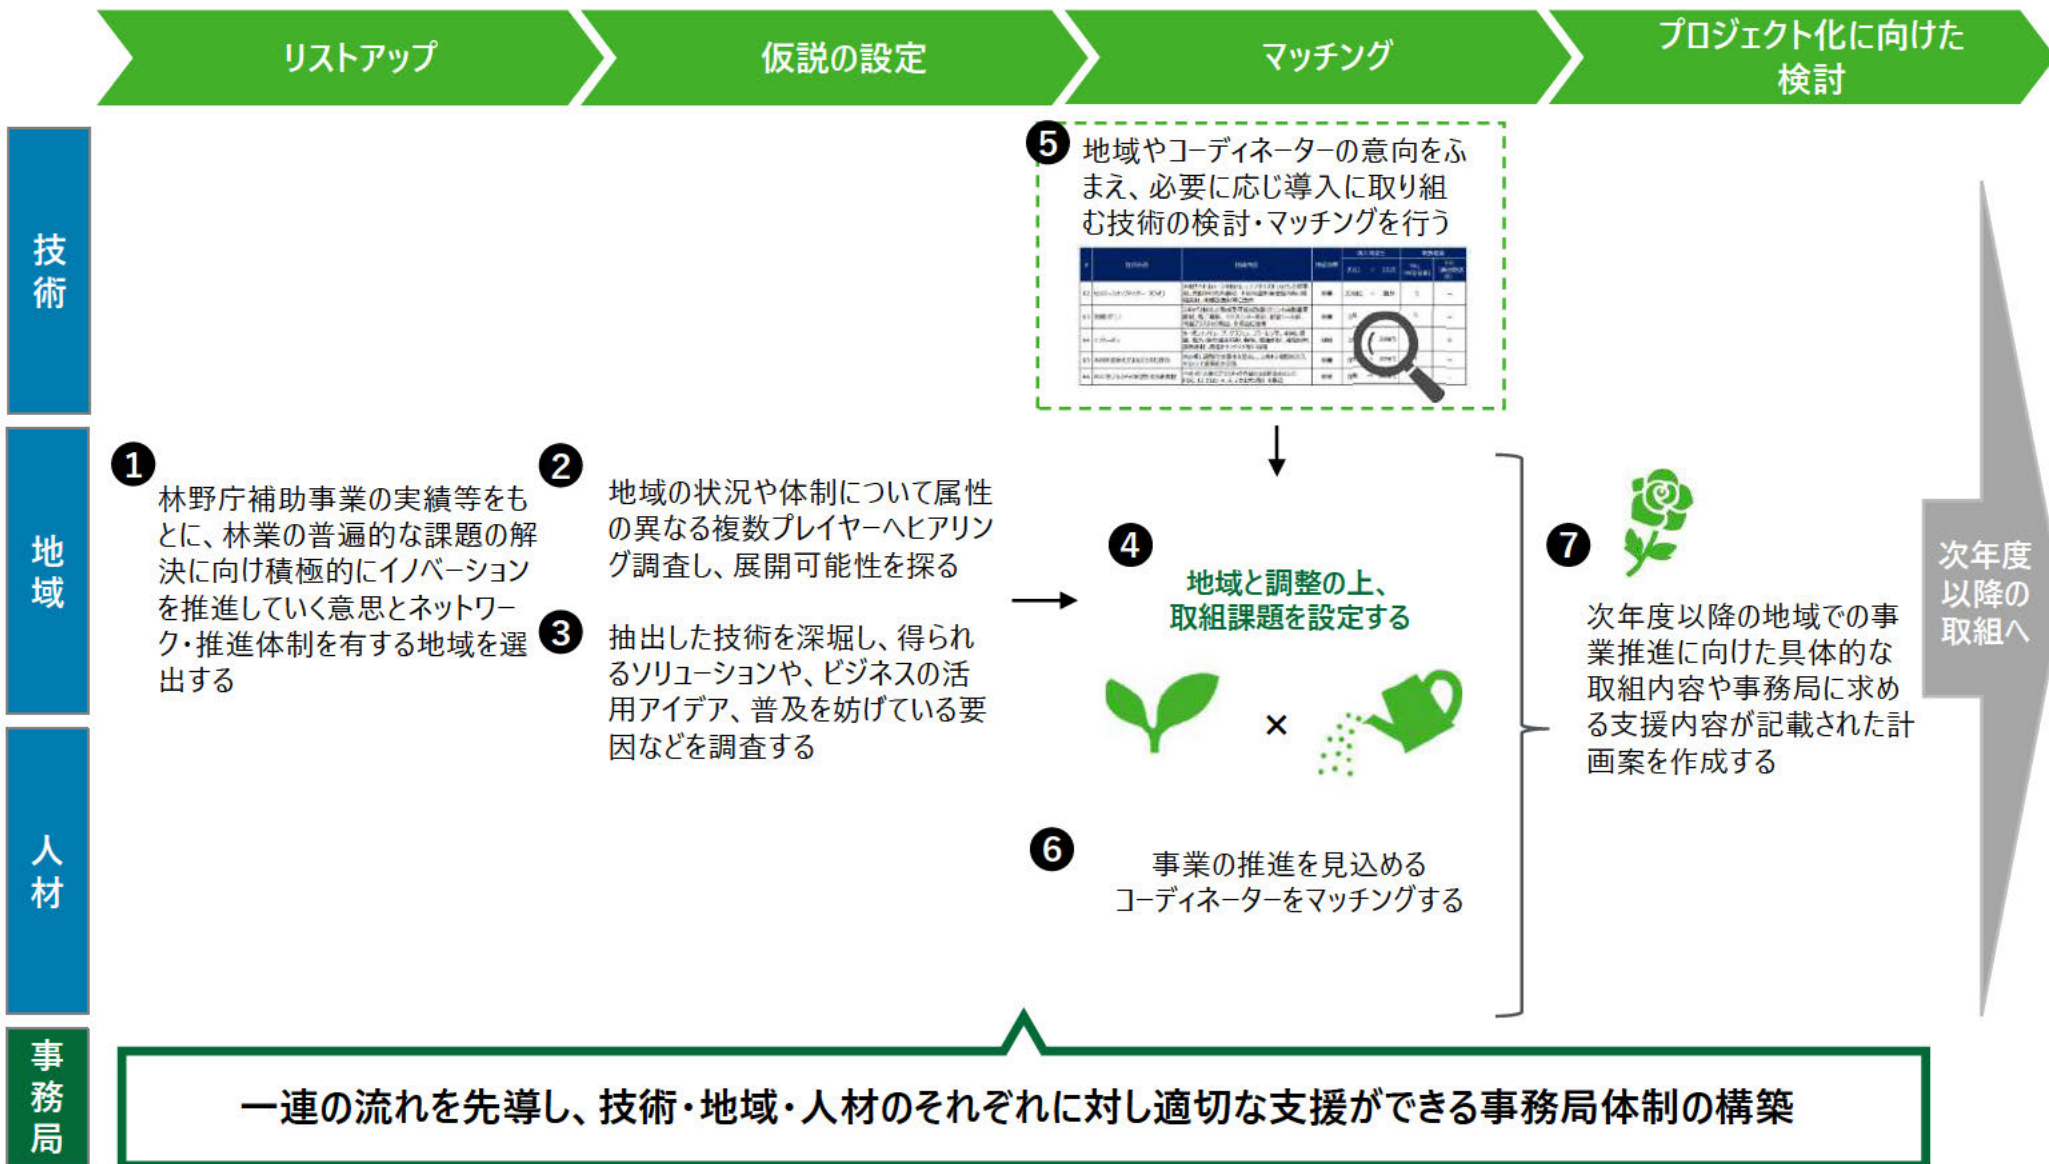 リストアップ
仮説の設定
マッチング
プロジェクト化に向けた
検討
技術
❺
地域やコーディネーターの意向をふ
まえ、必要に応じ導入に取り組
む技術の検討・マッチングを行う
地域
❶
林野庁補助事業の実績等をも
とに、林業の普遍的な課題の解
決に向け積極的にイノベーション
を推進していく意思とネットワー
ク・推進体制を有する地域を選
出する
❷
地域の状況や体制について属性
の異なる複数プレイヤーへヒアリン
グ調査し、展開可能性を探る
❸
抽出した技術を深堀し、得られ
るソリューションや、ビジネスの活
用アイデア、普及を妨げている要
因などを調査する
❹
地域と調整の上、
取組課題を設定する
×
❼
次年度以降の地域での事
業推進に向けた具体的な
取組内容や事務局に求め
る支援内容が記載された計
画案を作成する
次年度
以降の
取組へ
人材
❻
事業の推進を見込める
コーディネーターをマッチングする
事務局
一連の流れを先導し、技術・地域・人材のそれぞれに対し適切な支援ができる事務局体制の構築